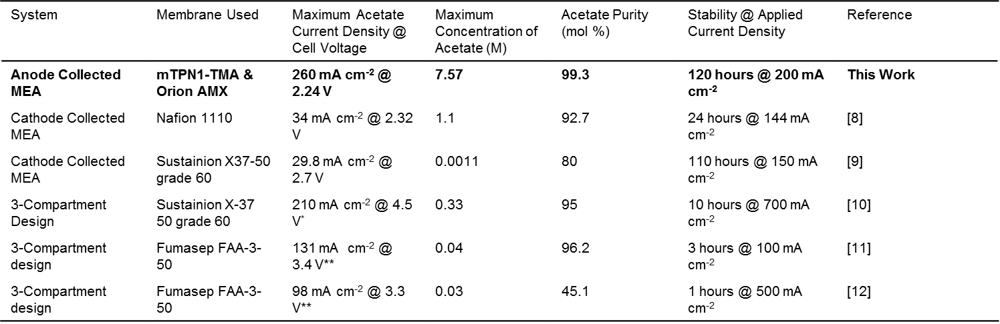 System Membrane Used Maximum Acetate Current Density @ Cell Voltage Maximum Concentration of Acetate (M) Acetate Purity (mol %) Stability @ Applied Current Density Reference
Anode Collected MEA mTPN1-TMA & Orion AMX 260 mA cm-2 @ 2.24 V 7.57 99.3 120 hours @ 200 mA cm-2 This Work
Cathode Collected MEA Nafion 1110 34 mA cm-2 @ 2.32 V 1.1 92.7 24 hours @ 144 mA cm-2 [8]
Cathode Collected MEA Sustainion X37-50 grade 60 29.8 mA cm-2 @ 2.7 V 0.0011 80 110 hours @ 150 mA cm-2 [9]
3-Compartment Design Sustainion X-37 50 grade 60 210 mA cm-2 @ 4.5 V* 0.33 95 10 hours @ 700 mA cm-2 [10]
3-Compartment design Fumasep FAA-3-50 131 mA cm-2 @ 3.4 V** 0.04 96.2 3 hours @ 100 mA cm-2 [11]
3-Compartment design Fumasep FAA-3-50 98 mA cm-2 @ 3.3 V** 0.03 45.1 1 hours @ 500 mA cm-2 [12]